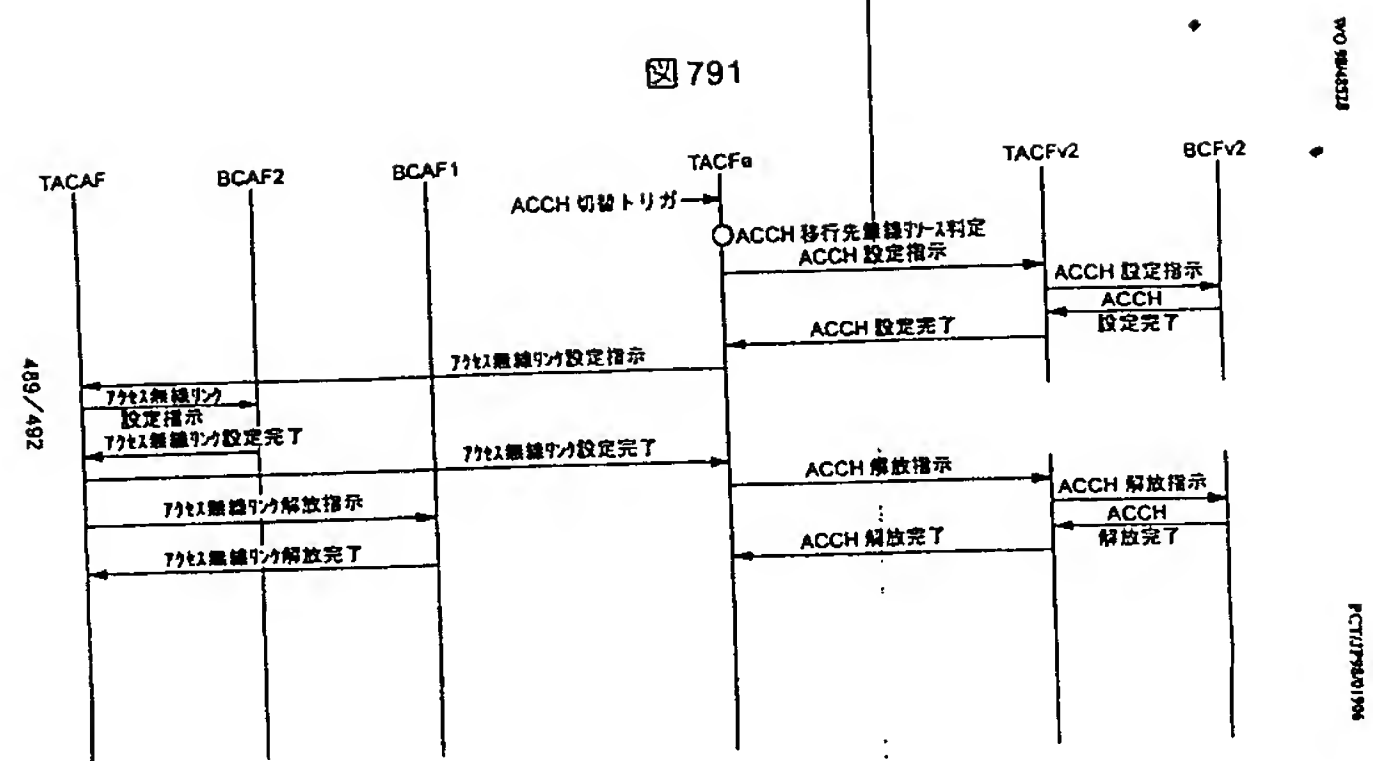 図 791
WO 98/48528
TACAF
BCAF2
BCAF1
TACFa
TACFv2
BCFv2
ACCH 切替トリガ
ACCH 移行先無線リソース判定
ACCH 設定指示
ACCH 設定指示
ACCH
設定完了
ACCH 設定完了
アクセス無線リンク設定指示
アクセス無線リンク
設定指示
アクセス無線リンク設定完了
アクセス無線リンク設定完了
ACCH 解放指示
ACCH 解放指示
ACCH
解放完了
アクセス無線リンク解放指示
ACCH 解放完了
アクセス無線リンク解放完了
489/492
PCT/JP98/01906